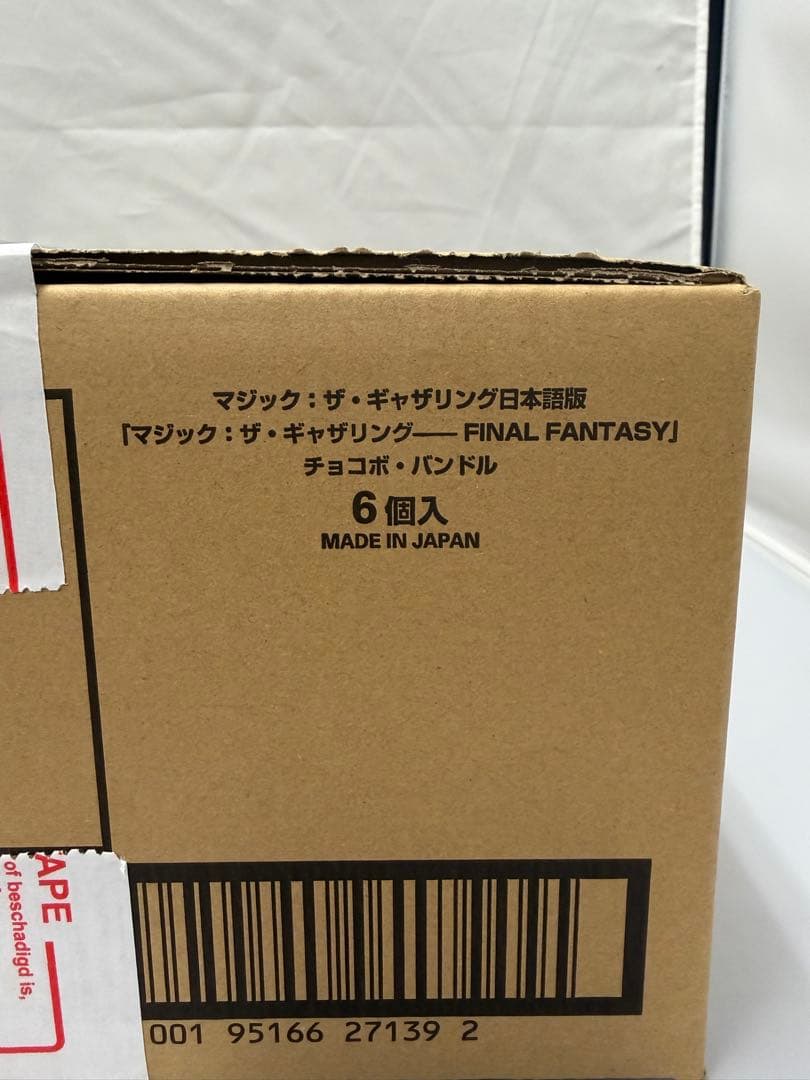 マジック：ザ・ギャザリング日本語版
「マジック：ザ・ギャザリング—— FINAL FANTASY」
チョコボ・バンドル
6個入
MADE IN JAPAN
APE
of beschadigd is,
001 95166 27139 2